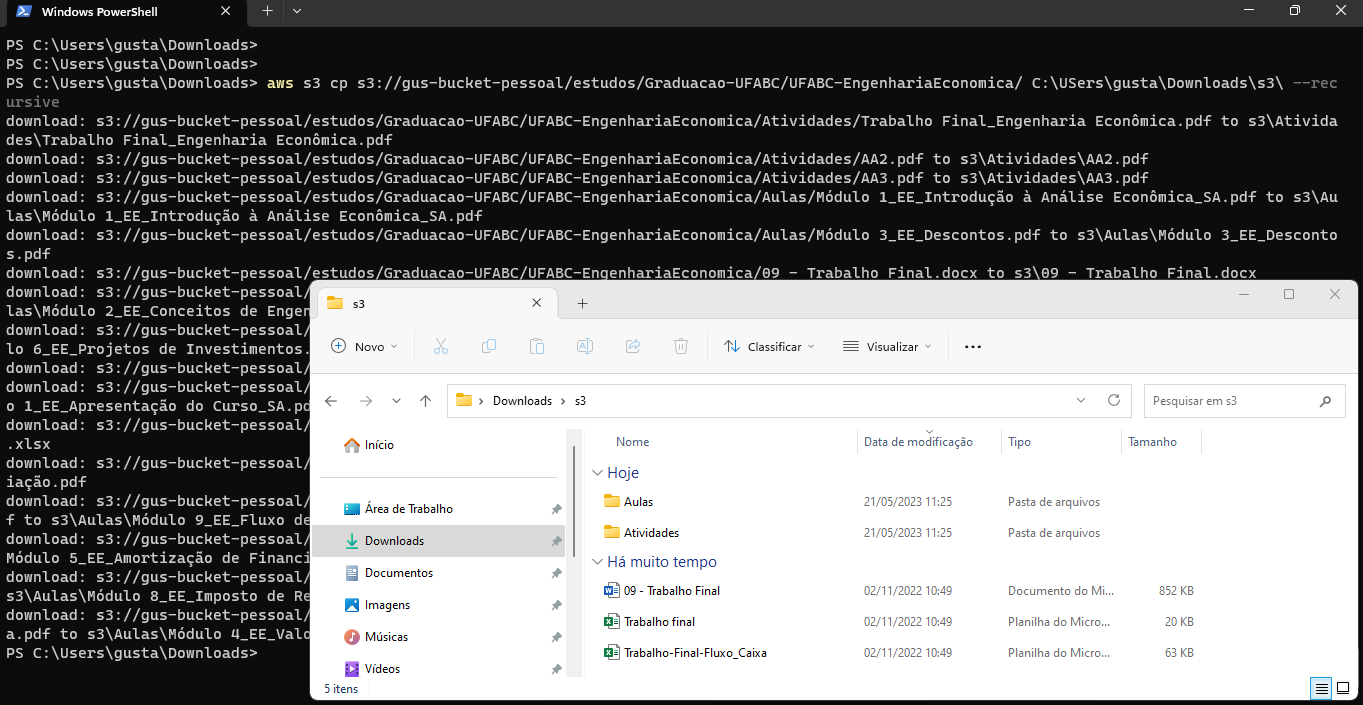 Windows PowerShell
PS C:\Users\gusta\Downloads>
PS C:\Users\gusta\Downloads>
PS C:\Users\gusta\Downloads> aws s3 cp s3://gus-bucket-pessoal/estudos/Graduacao-UFABC/UFABC-EngenhariaEconomica/ C:\USers\gusta\Downloads\s3\ --rec
ursive
download: s3://gus-bucket-pessoal/estudos/Graduacao-UFABC/UFABC-EngenhariaEconomica/Atividades/Trabalho Final_Engenharia Econômica.pdf to s3\Ativida
des\Trabalho Final_Engenharia Econômica.pdf
download: s3://gus-bucket-pessoal/estudos/Graduacao-UFABC/UFABC-EngenhariaEconomica/Atividades/AA2.pdf to s3\Atividades\AA2.pdf
download: s3://gus-bucket-pessoal/estudos/Graduacao-UFABC/UFABC-EngenhariaEconomica/Atividades/AA3.pdf to s3\Atividades\AA3.pdf
download: s3://gus-bucket-pessoal/estudos/Graduacao-UFABC/UFABC-EngenhariaEconomica/Aulas/Módulo 1_EE_Introdução à Análise Econômica_SA.pdf to s3\Au
las\Módulo 1_EE_Introdução à Análise Econômica_SA.pdf
download: s3://gus-bucket-pessoal/estudos/Graduacao-UFABC/UFABC-EngenhariaEconomica/Aulas/Módulo 3_EE_Descontos.pdf to s3\Aulas\Módulo 3_EE_Desconto
s.pdf
download: s3://gus-bucket-pessoal/estudos/Graduacao-UFABC/UFABC-EngenhariaEconomica/09 - Trabalho Final.docx to s3\09 - Trabalho Final.docx
download: s3://gus-bucket-pessoal/
las\Módulo 2_EE_Conceitos de Engen
download: s3://gus-bucket-pessoal/
lo 6_EE_Projetos de Investimentos.
download: s3://gus-bucket-pessoal/
download: s3://gus-bucket-pessoal/
o 1_EE_Apresentação do Curso_SA.pd
download: s3://gus-bucket-pessoal/
.xlsx
download: s3://gus-bucket-pessoal/
iação.pdf
download: s3://gus-bucket-pessoal/
f to s3\Aulas\Módulo 9_EE_Fluxo de
download: s3://gus-bucket-pessoal/
Módulo 5_EE_Amortização de Financi
download: s3://gus-bucket-pessoal/
s3\Aulas\Módulo 8_EE_Imposto de Re
download: s3://gus-bucket-pessoal/
a.pdf to s3\Aulas\Módulo 4_EE_Valo
PS C:\Users\gusta\Downloads>
s3
Novo
Classificar
Visualizar
Downloads > s3
Pesquisar em s3
Início
Área de Trabalho
Downloads
Documentos
Imagens
Músicas
Vídeos
Nome Data de modificação Tipo Tamanho
Hoje
Aulas 21/05/2023 11:25 Pasta de arquivos
Atividades 21/05/2023 11:25 Pasta de arquivos
Há muito tempo
09 - Trabalho Final 02/11/2022 10:49 Documento do Mi... 852 KB
Trabalho final 02/11/2022 10:49 Planilha do Micro... 20 KB
Trabalho-Final-Fluxo_Caixa 02/11/2022 10:49 Planilha do Micro... 63 KB
5 itens